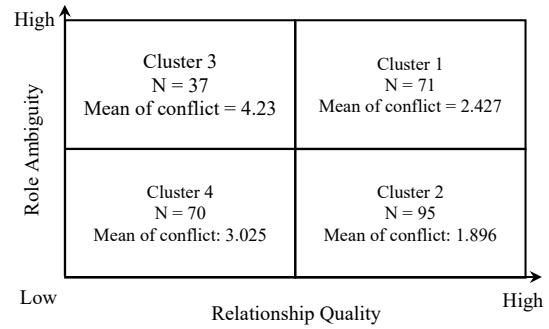 High
Cluster 3
N = 37
Mean of conflict = 4.23
Cluster 1
N = 71
Mean of conflict = 2.427
Role Ambiguity
Cluster 4
N = 70
Mean of conflict: 3.025
Cluster 2
N = 95
Mean of conflict: 1.896
Low
High
Relationship Quality